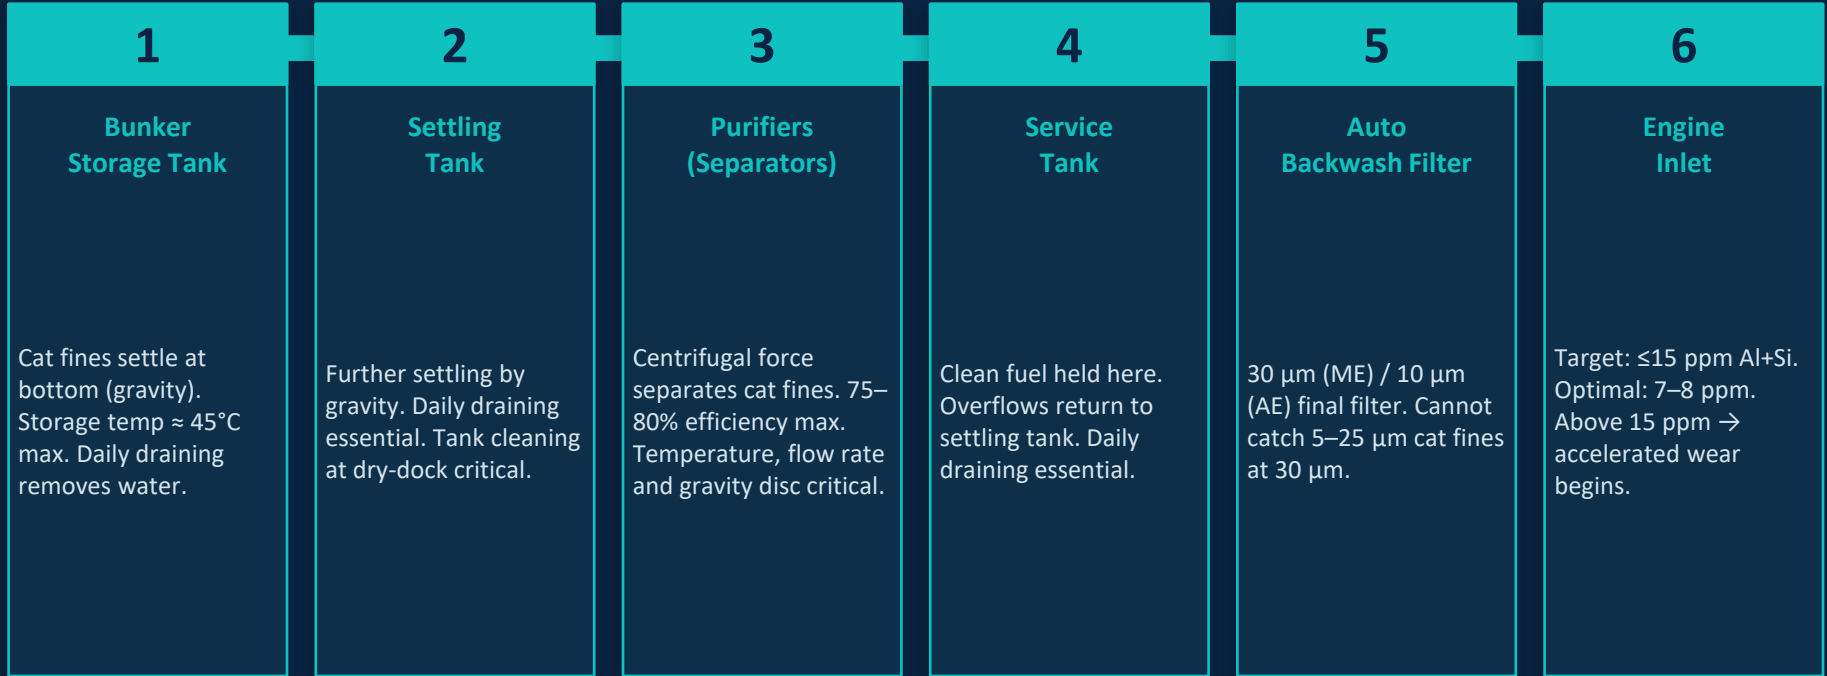 1
Bunker
Storage Tank
Cat fines settle at
bottom (gravity).
Storage temp ≈ 45°C
max. Daily draining
removes water.
2
Settling
Tank
Further settling by
gravity. Daily draining
essential. Tank cleaning
at dry-dock critical.
3
Purifiers
(Separators)
Centrifugal force
separates cat fines. 75–
80% efficiency max.
Temperature, flow rate
and gravity disc critical.
4
Service
Tank
Clean fuel held here.
Overflows return to
settling tank. Daily
draining essential.
5
Auto
Backwash Filter
30 µm (ME) / 10 µm
(AE) final filter. Cannot
catch 5–25 µm cat fines
at 30 µm.
6
Engine
Inlet
Target: ≤15 ppm Al+Si.
Optimal: 7–8 ppm.
Above 15 ppm →
accelerated wear
begins.